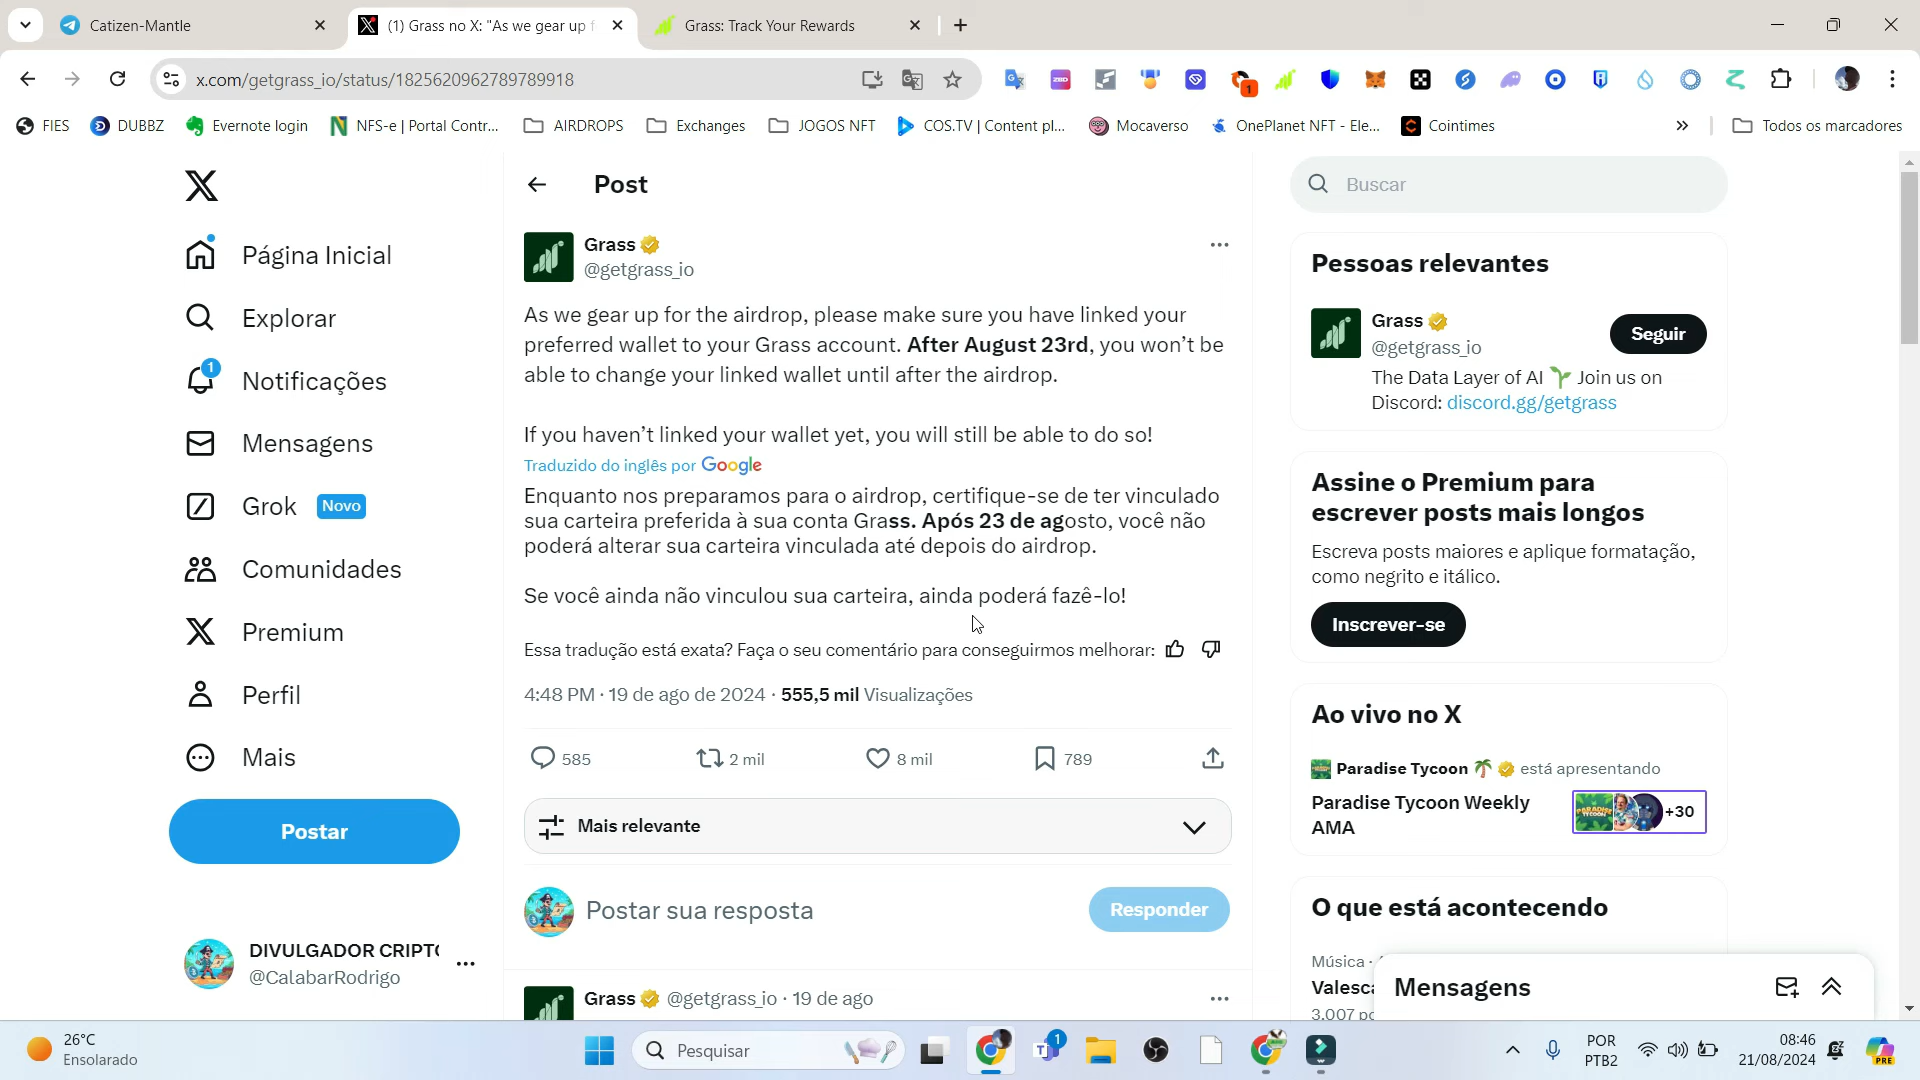 Catizen-Mantle
(1) Grass no X: "As we gear up f
Grass: Track Your Rewards
x.com/getgrass_io/status/1825620962789789918
ZBD
1
FIES
DUBBZ
Evernote login
NFS-e | Portal Contr...
AIRDROPS
Exchanges
JOGOS NFT
COS.TV | Content pl...
Mocaverso
OnePlanet NFT - Ele...
Cointimes
Todos os marcadores
Página Inicial
Explorar
1
Notificações
Mensagens
Grok Novo
Comunidades
Premium
Perfil
Mais
Postar
DIVULGADOR CRIPTO
@CalabarRodrigo
Post
Grass
@getgrass_io
As we gear up for the airdrop, please make sure you have linked your
preferred wallet to your Grass account. After August 23rd, you won't be
able to change your linked wallet until after the airdrop.
If you haven't linked your wallet yet, you will still be able to do so!
Traduzido do inglês por Google
Enquanto nos preparamos para o airdrop, certifique-se de ter vinculado
sua carteira preferida à sua conta Grass. Após 23 de agosto, você não
poderá alterar sua carteira vinculada até depois do airdrop.
Se você ainda não vinculou sua carteira, ainda poderá fazê-lo!
Essa tradução está exata? Faça o seu comentário para conseguirmos melhorar:
4:48 PM · 19 de ago de 2024 · 555,5 mil Visualizações
585
2 mil
8 mil
789
Mais relevante
Postar sua resposta
Responder
Grass @getgrass_io · 19 de ago
Buscar
Pessoas relevantes
Grass
@getgrass_io
Seguir
The Data Layer of AI Join us on
Discord: discord.gg/getgrass
Assine o Premium para
escrever posts mais longos
Escreva posts maiores e aplique formatação,
como negrito e itálico.
Inscrever-se
Ao vivo no X
Paradise Tycoon está apresentando
Paradise Tycoon Weekly
AMA
+30
O que está acontecendo
Música ·
Valesca
3.007 po
Mensagens
26°C
Ensolarado
Pesquisar
1
POR
PTB2
08:46
21/08/2024
PRE